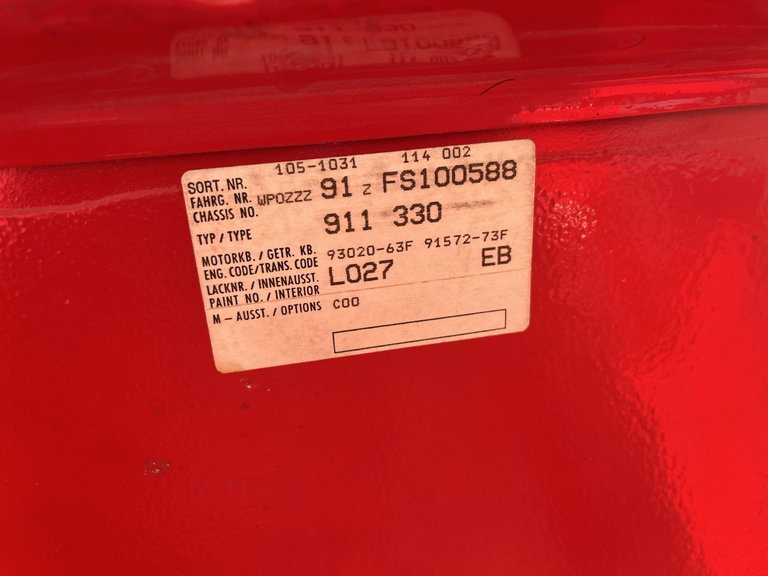 SORT. NR. 105-1031 114 002
FAHRG. NR. WPOZZZ 91 Z FS100588
CHASSIS NO.
TYP / TYPE 911 330
MOTORKB. / GETR. KB. 93020-63F 91572-73F
ENG. CODE/TRANS. CODE
LACKNR. / INNENAUSST. L027 EB
PAINT NO. / INTERIOR
M – AUSST. / OPTIONS C00